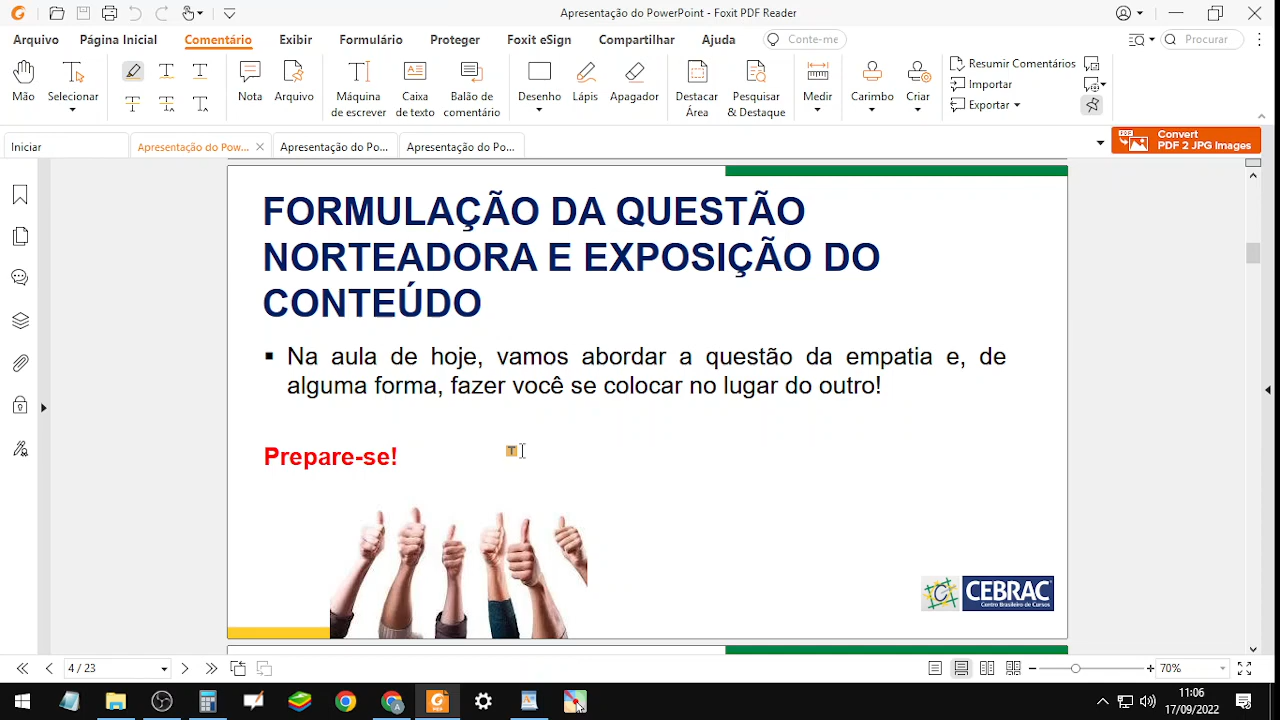 Apresentação do PowerPoint - Foxit PDF Reader
Arquivo Página Inicial Comentário Exibir Formulário Proteger Foxit eSign Compartilhar Ajuda Conte-me Procurar
Mão Selecionar Nota Arquivo Máquina de escrever Caixa de texto Balão de comentário Desenho Lápis Apagador Destacar Área Pesquisar & Destaque Medir Carimbo Criar
Resumir Comentários
Importar
Exportar
Iniciar Apresentação do Pow... Apresentação do Po... Apresentação do Po...
Convert
PDF 2 JPG Images
FORMULAÇÃO DA QUESTÃO
NORTEADORA E EXPOSIÇÃO DO
CONTEÚDO
Na aula de hoje, vamos abordar a questão da empatia e, de
alguma forma, fazer você se colocar no lugar do outro!
Prepare-se!
CEBRAC
Centro Brasileiro de Cursos
4 / 23 70%
11:06
17/09/2022